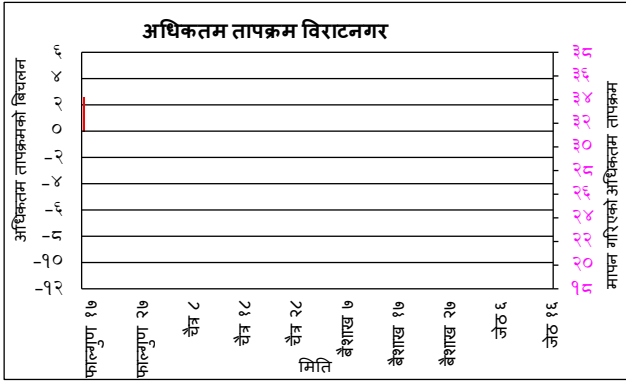 अधिकतम तापक्रम विराटनगर
अधिकतम तापक्रमको बिचलन
६
४
२
०
-२
-४
-६
-८
-१०
-१२
३८
३६
३४
३२
३०
२८
२६
२४
२२
२०
१८
मापन गरिएको अधिकतम तापक्रम
फाल्गुण १७
फाल्गुण २७
चैत्र ८
चैत्र १८
चैत्र २८
बैशाख ७
बैशाख १७
बैशाख २७
जेठ ६
जेठ १६
मिति